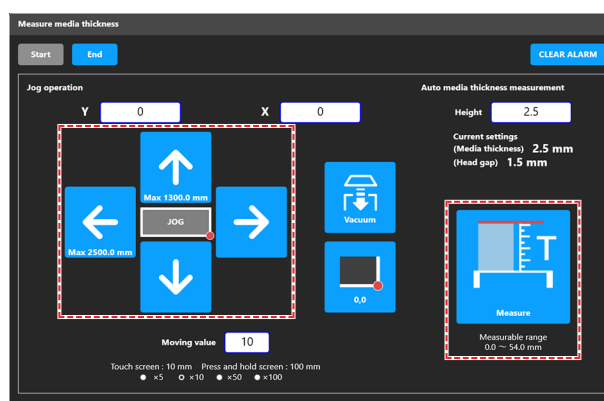 Measure media thickness
Start
End
CLEAR ALARM
Jog operation
Auto media thickness measurement
Y 0
X 0
Height 2.5
Current settings
(Media thickness) 2.5 mm
(Head gap) 1.5 mm
Max 1300.0 mm
JOG
Max 2500.0 mm
Vacuum
0,0
T
Measure
Measurable range
0.0 ～ 54.0 mm
Moving value 10
Touch screen : 10 mm Press and hold screen : 100 mm
×5 ×10 ×50 ×100